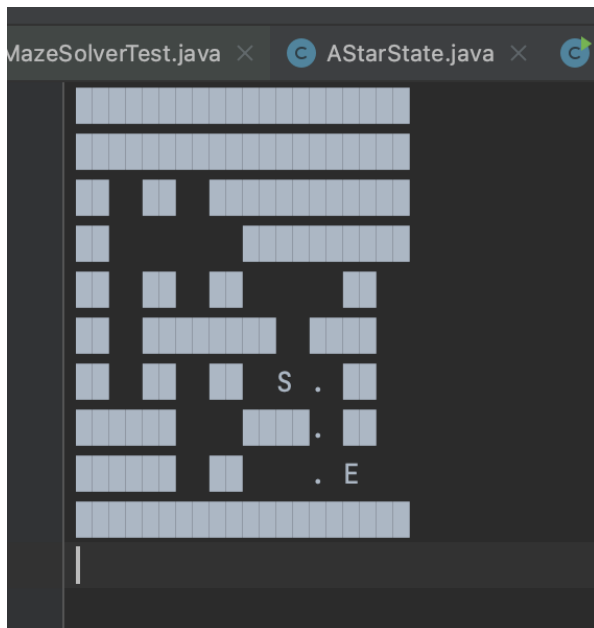 MazeSolverTest.java
C AStarState.java
C
S .
.
. E